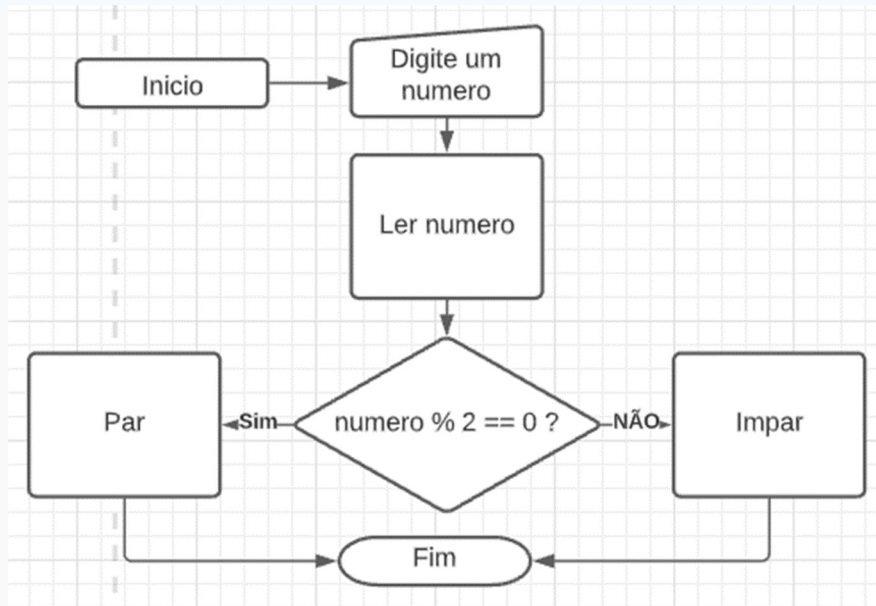 Inicio
Digite um
numero
Ler numero
numero % 2 == 0 ?
Sim
NÃO
Par
Impar
Fim